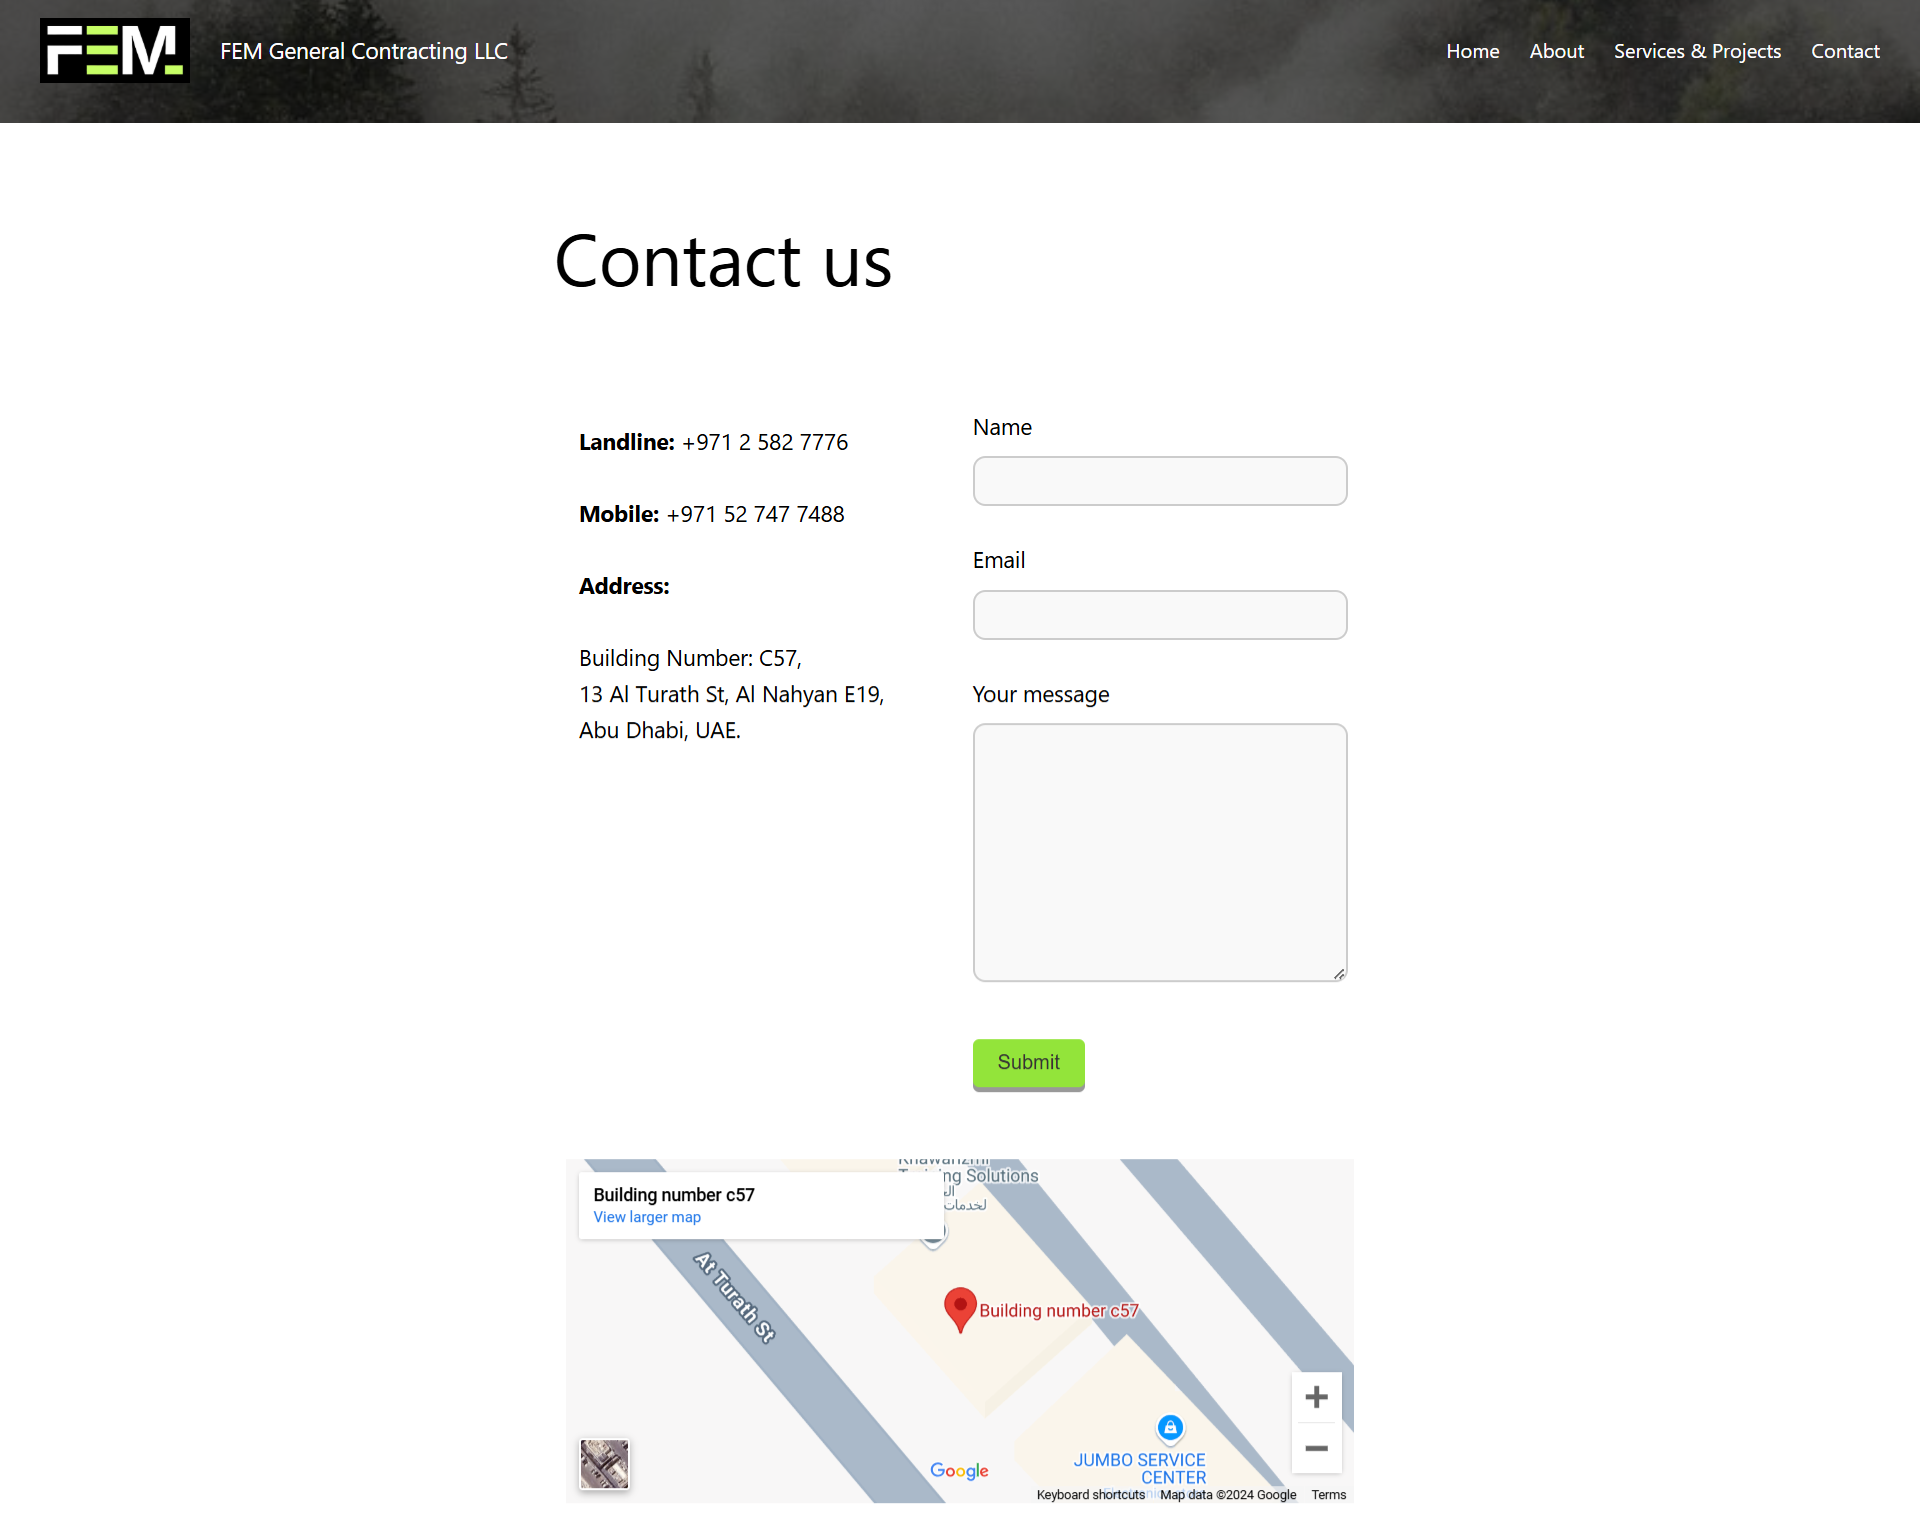 FEM.
FEM General Contracting LLC
Home
About
Services & Projects
Contact
Contact us
Landline: +971 2 582 7776
Mobile: +971 52 747 7488
Address:
Building Number: C57,
13 Al Turath St, Al Nahyan E19,
Abu Dhabi, UAE.
Name
Email
Your message
Submit
Building number c57
View larger map
ng Solutions
لخدمات
At Turath St
Building number c57
JUMBO SERVICE
CENTER
Google
Keyboard shortcuts
Map data ©2024 Google
Terms